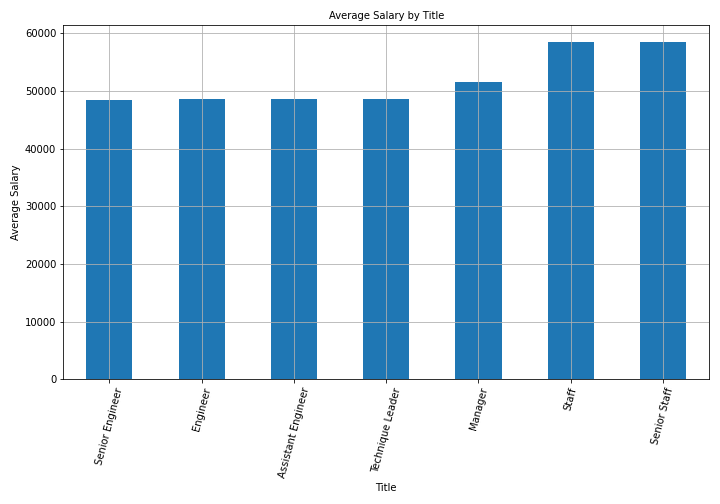 Average Salary by Title
60000
50000
40000
30000
20000
10000
0
Average Salary
Senior Engineer
Engineer
Assistant Engineer
Technique Leader
Manager
Staff
Senior Staff
Title